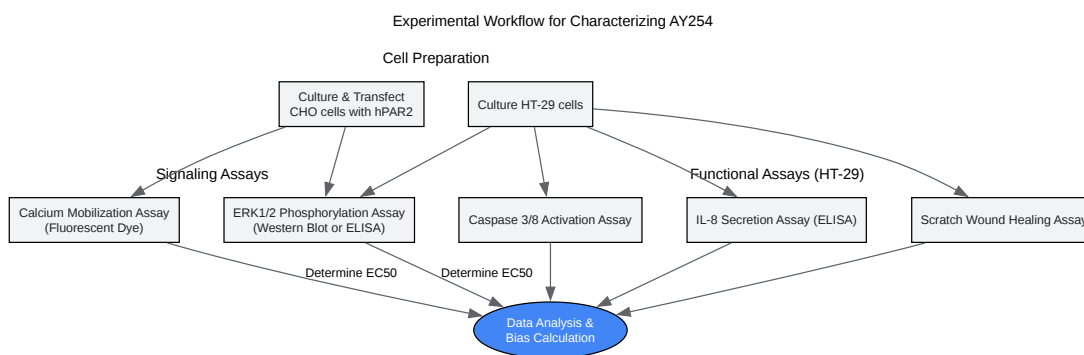 Experimental Workflow for Characterizing AY254
Cell Preparation
Culture & Transfect
CHO cells with hPAR2
Culture HT-29 cells
Signaling Assays
Functional Assays (HT-29)
Calcium Mobilization Assay
(Fluorescent Dye)
ERK1/2 Phosphorylation Assay
(Western Blot or ELISA)
Caspase 3/8 Activation Assay
IL-8 Secretion Assay (ELISA)
Scratch Wound Healing Assay
Determine EC50
Determine EC50
Data Analysis &
Bias Calculation